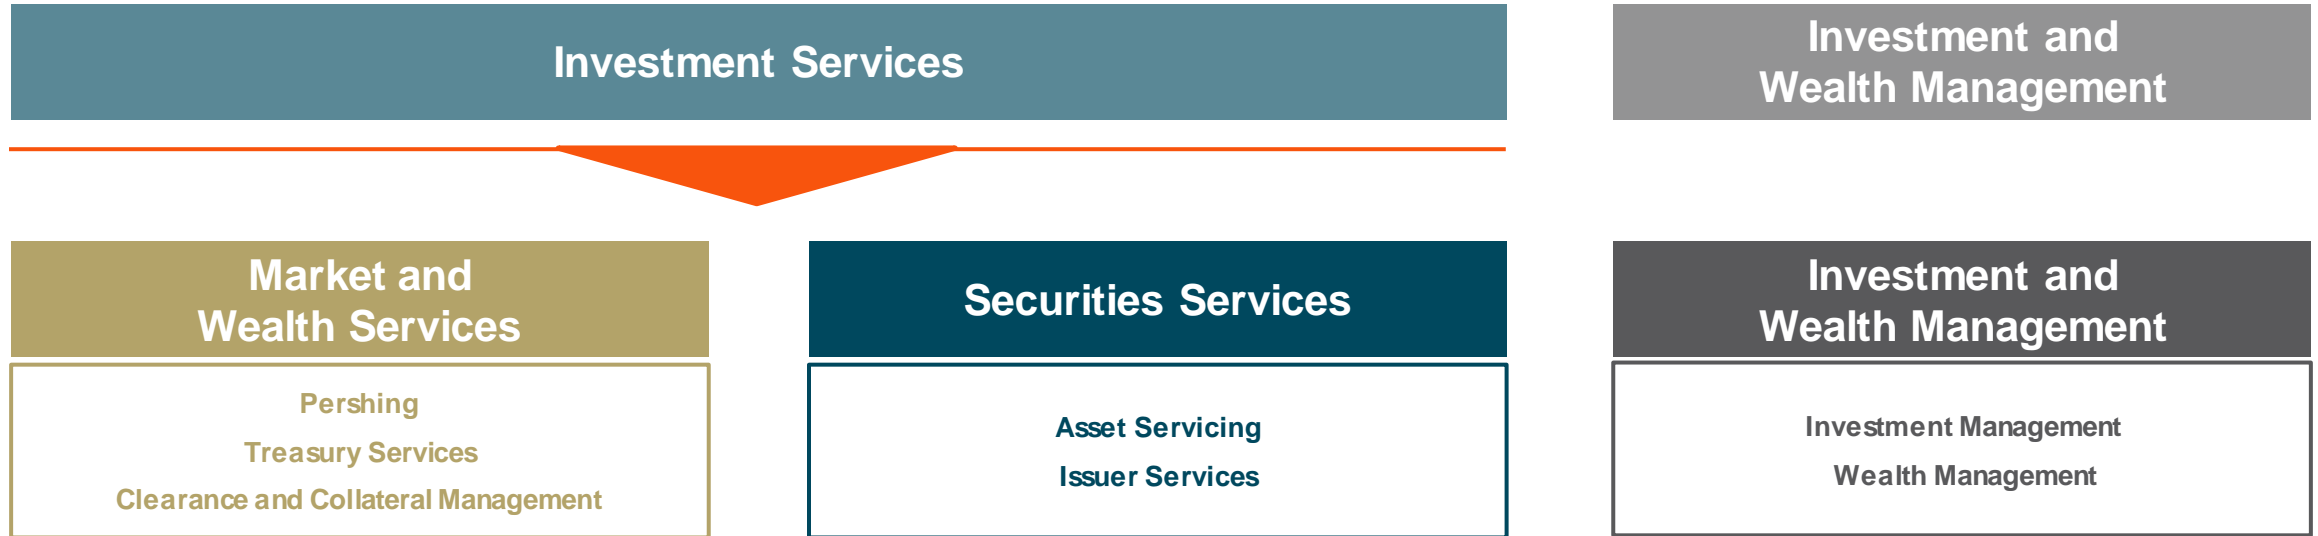 Investment Services
Investment and
Wealth Management
Market and
Wealth Services
Pershing
Treasury Services
Clearance and Collateral Management
Securities Services
Asset Servicing
Issuer Services
Investment and
Wealth Management
Investment Management
Wealth Management